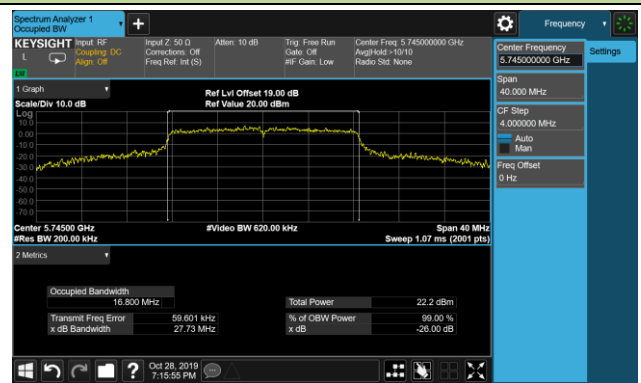 Spectrum Analyzer 1
Occupied BW
Frequency
KEYSIGHT
L
Input: RF
Coupling: DC
Align: Off
Input Z: 50 Ω
Corrections: Off
Freq Ref: Int (S)
Atten: 10 dB
Trig: Free Run
Gate: Off
#IF Gain: Low
Center Freq: 5.745000000 GHz
Avg|Hold:>10/10
Radio Std: None
Center Frequency
5.745000000 GHz
Settings
Span
40.000 MHz
CF Step
4.000000 MHz
Auto
Man
Freq Offset
0 Hz
1 Graph
Scale/Div 10.0 dB
Ref Lvl Offset 19.00 dB
Ref Value 20.00 dBm
Log
10.0
0.00
-10.0
-20.0
-30.0
-40.0
-50.0
-60.0
-70.0
Center 5.74500 GHz
#Video BW 620.00 kHz
Span 40 MHz
#Res BW 200.00 kHz
Sweep 1.07 ms (2001 pts)
2 Metrics
Occupied Bandwidth
16.800 MHz
Total Power 22.2 dBm
Transmit Freq Error 59.601 kHz
% of OBW Power 99.00 %
x dB Bandwidth 27.73 MHz
x dB -26.00 dB
?
Oct 28, 2019
7:15:55 PM